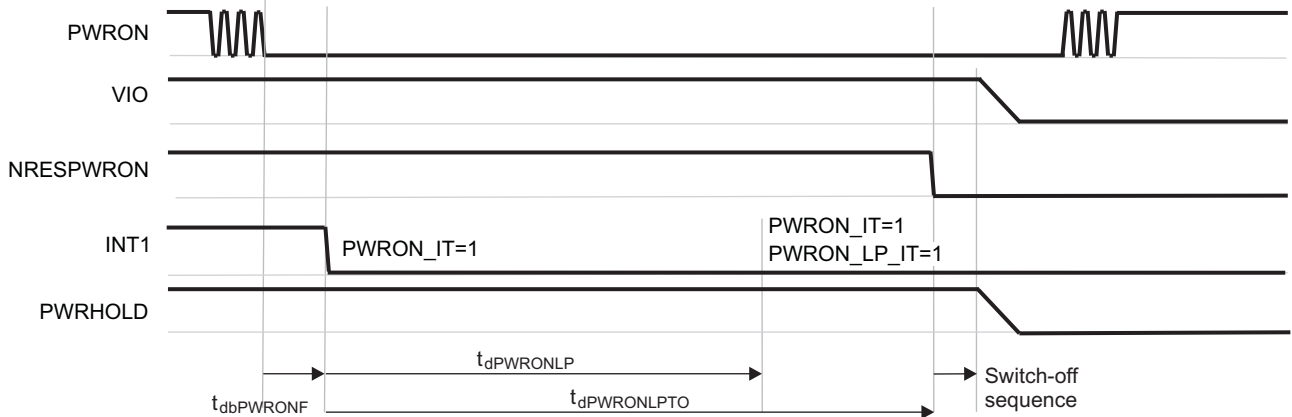 PWRON
VIO
NRESPWRON
PWRON_IT=1
INT1
PWRON_IT=1
PWRON_LP_IT=1
PWRHOLD
tdPWRONLP
Switch-off
sequence
tdbPWRONF
tdPWRONLPTO